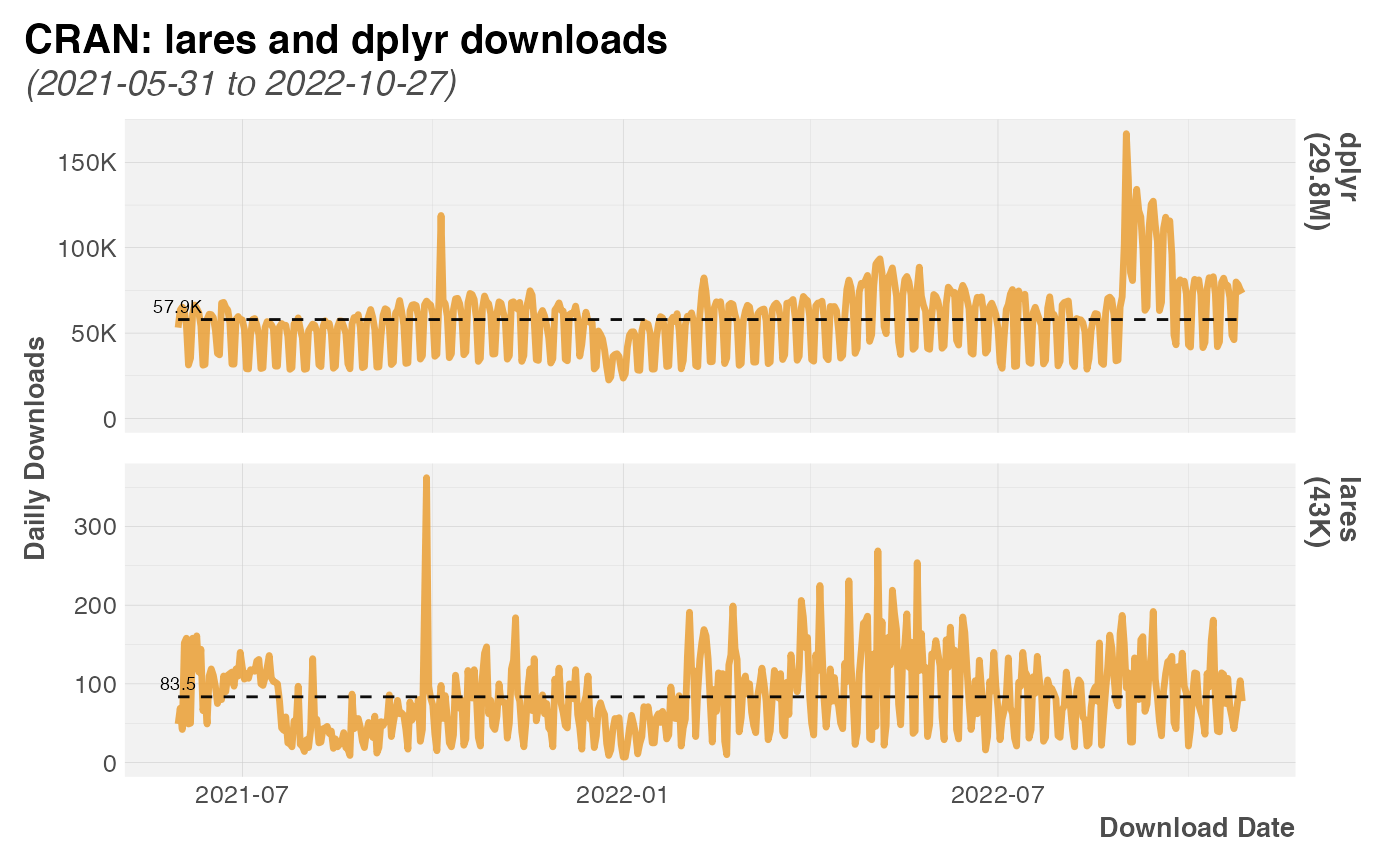 CRAN: lares and dplyr downloads
(2021-05-31 to 2022-10-27)
Dailly Downloads
150K
100K
50K
0
57.9K
dplyr
(29.8M)
300
200
100
0
83.5
lares
(43K)
2021-07
2022-01
2022-07
Download Date